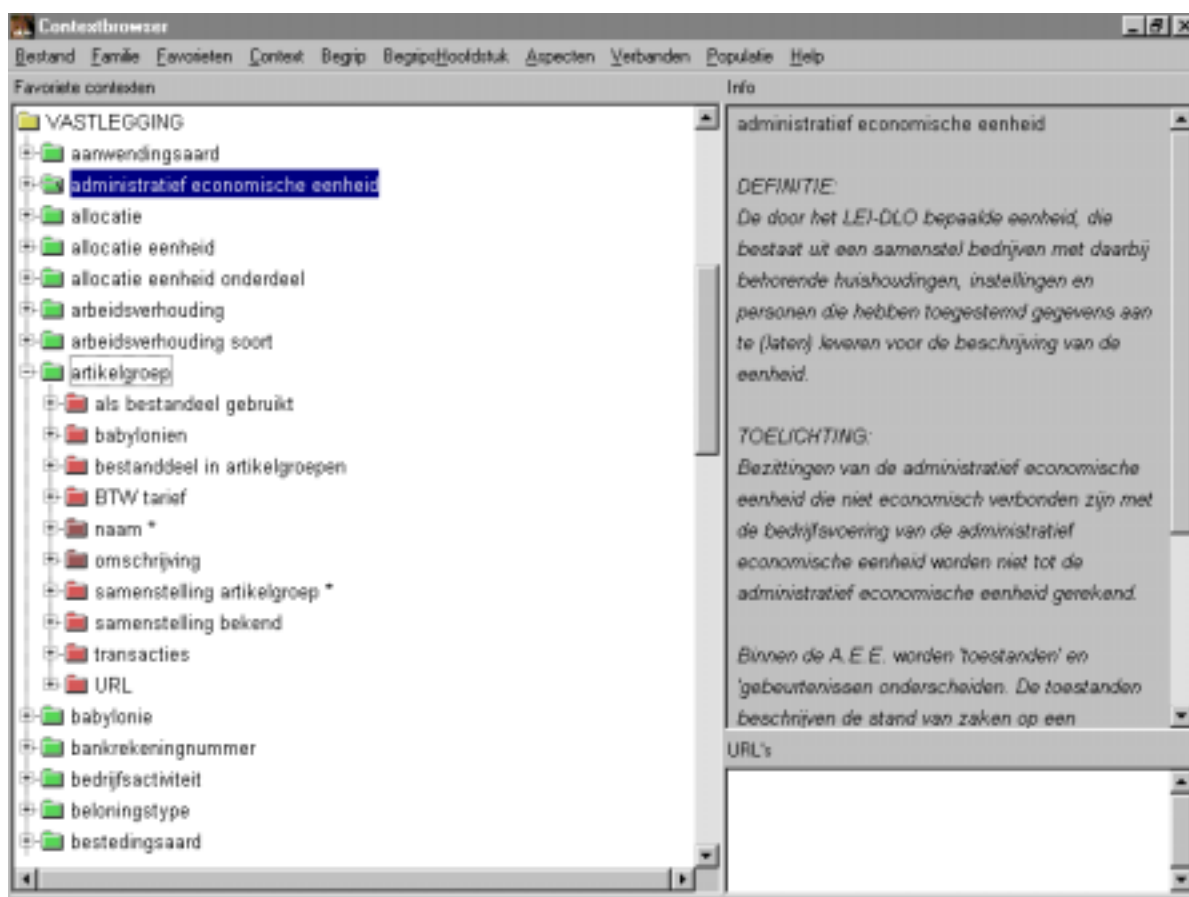 Contextbrowser
Bestand Familie Favorieten Context Begrip BegripsHoofdstuk Aspecten Verbanden Populatie Help
Favoriete contexten
VASTLEGGING
aanwendingsaard
administratief economische eenheid
allocatie
allocatie eenheid
allocatie eenheid onderdeel
arbeidsverhouding
arbeidsverhouding soort
artikelgroep
als bestandeel gebruikt
babylonien
bestanddeel in artikelgroepen
BTW tarief
naam *
omschrijving
samenstelling artikelgroep *
samenstelling bekend
transacties
URL
babylonie
bankrekeningnummer
bedrijfsactiviteit
beloningstype
bestedingsaard
Info
administratief economische eenheid
DEFINITIE:
De door het LEI-DLO bepaalde eenheid, die
bestaat uit een samenstel bedrijven met daarbij
behorende huishoudingen, instellingen en
personen die hebben toegestemd gegevens aan
te (laten) leveren voor de beschrijving van de
eenheid.
TOELICHTING:
Bezittingen van de administratief economische
eenheid die niet economisch verbonden zijn met
de bedrijfsvoering van de administratief
economische eenheid worden niet tot de
administratief economische eenheid gerekend.
Binnen de A.E.E. worden 'toestanden' en
'gebeurtenissen onderscheiden. De toestanden
beschrijven de stand van zaken op een
URL's